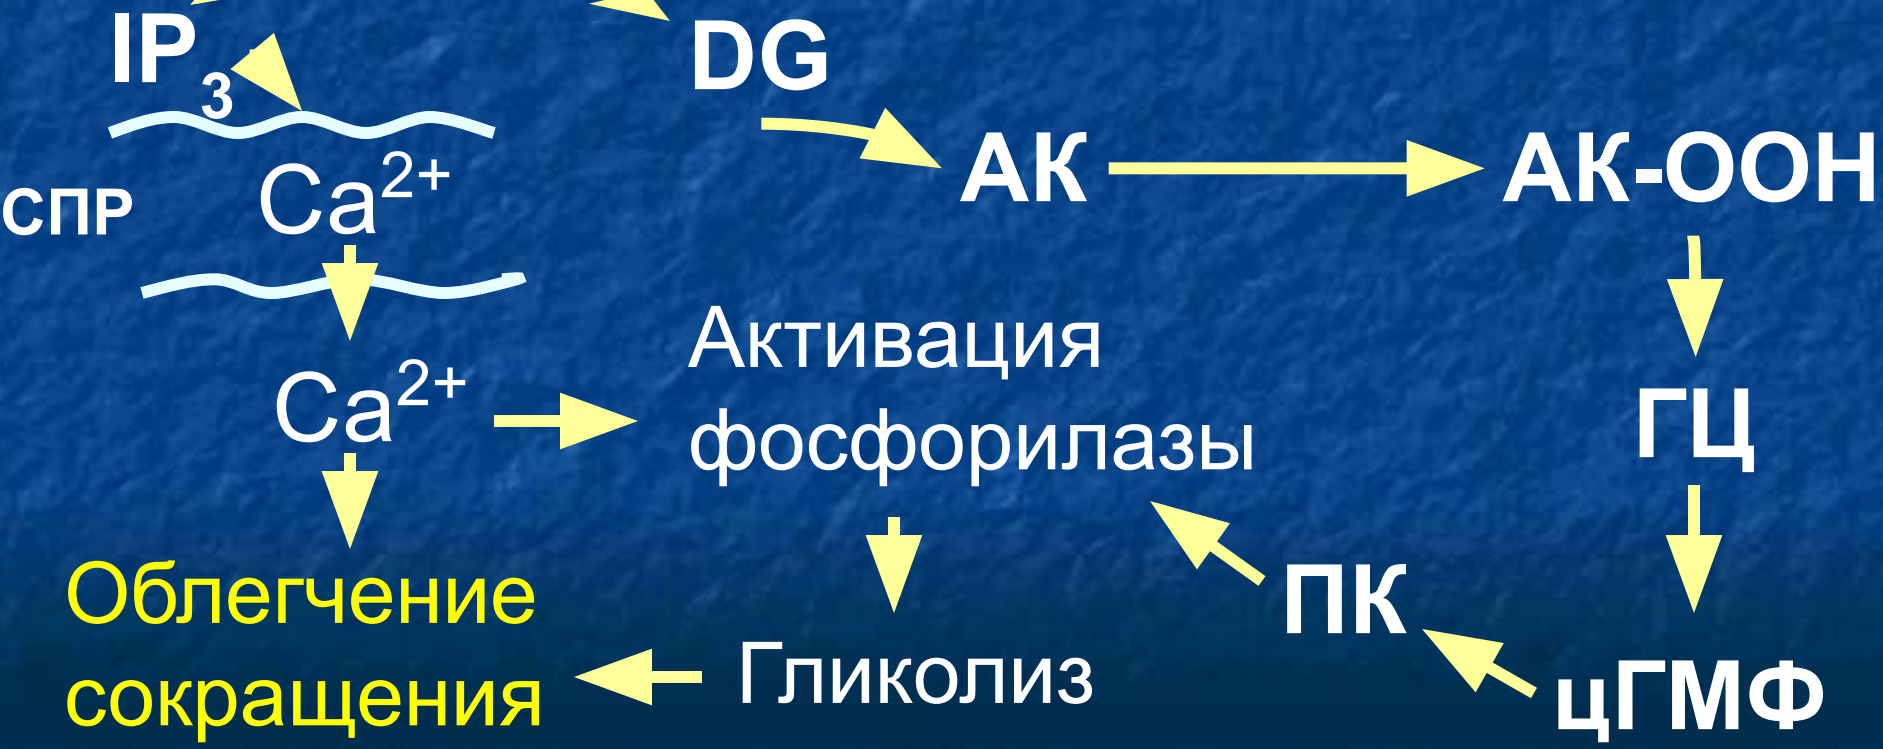 IP₃
DG
АК
АК-ООН
СПР
Ca²⁺
Ca²⁺
Активация
фосфорилазы
ГЦ
Облегчение
сокращения
Гликолиз
ПК
цГМФ